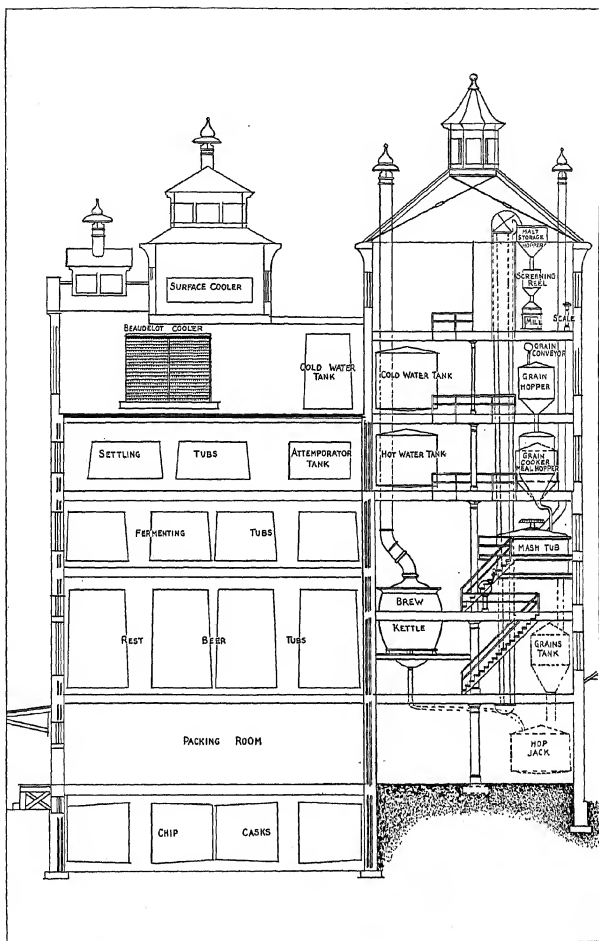 MALT
STORAGE
HOPPER
SCREENING
REEL
MILL
SCALE
SURFACE COOLER
BEAUDELOT COOLER
COLD WATER
TANK
COLD WATER TANK
GRAIN
CONVEYOR
GRAIN
HOPPER
SETTLING TUBS
ATTEMPORATOR
TANK
HOT WATER TANK
GRAIN
COOKER
MEAL HOPPER
FERMENTING TUBS
MASH TUB
REST BEER TUBS
BREW
KETTLE
GRAINS
TANK
PACKING ROOM
HOP
JACK
CHIP CASKS